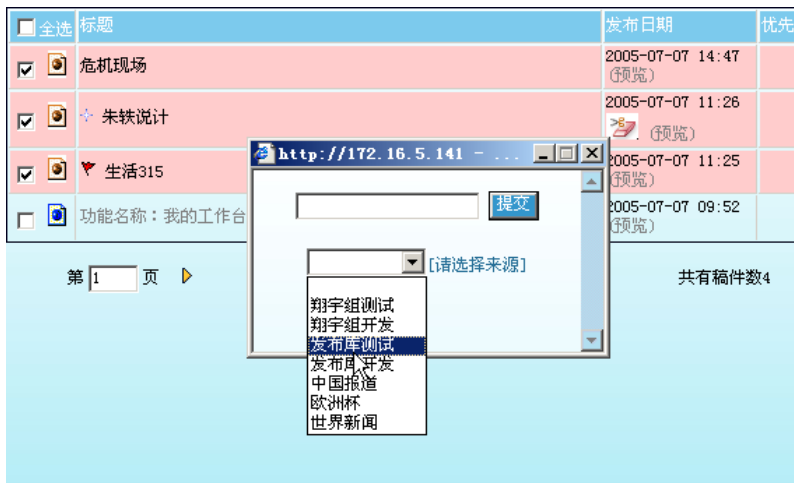 全选 标题 发布日期 优先
危机现场 2005-07-07 14:47
(预览)
朱轶说计 2005-07-07 11:26
(预览)
http://172.16.5.141 - ...
生活315 2005-07-07 11:25
(预览)
提交
功能名称：我的工作台 2005-07-07 09:52
(预览)
[请选择来源]
第 1 页 共有稿件数4
翔宇组测试
翔宇组开发
发布库测试
发布库开发
中国报道
欧洲杯
世界新闻